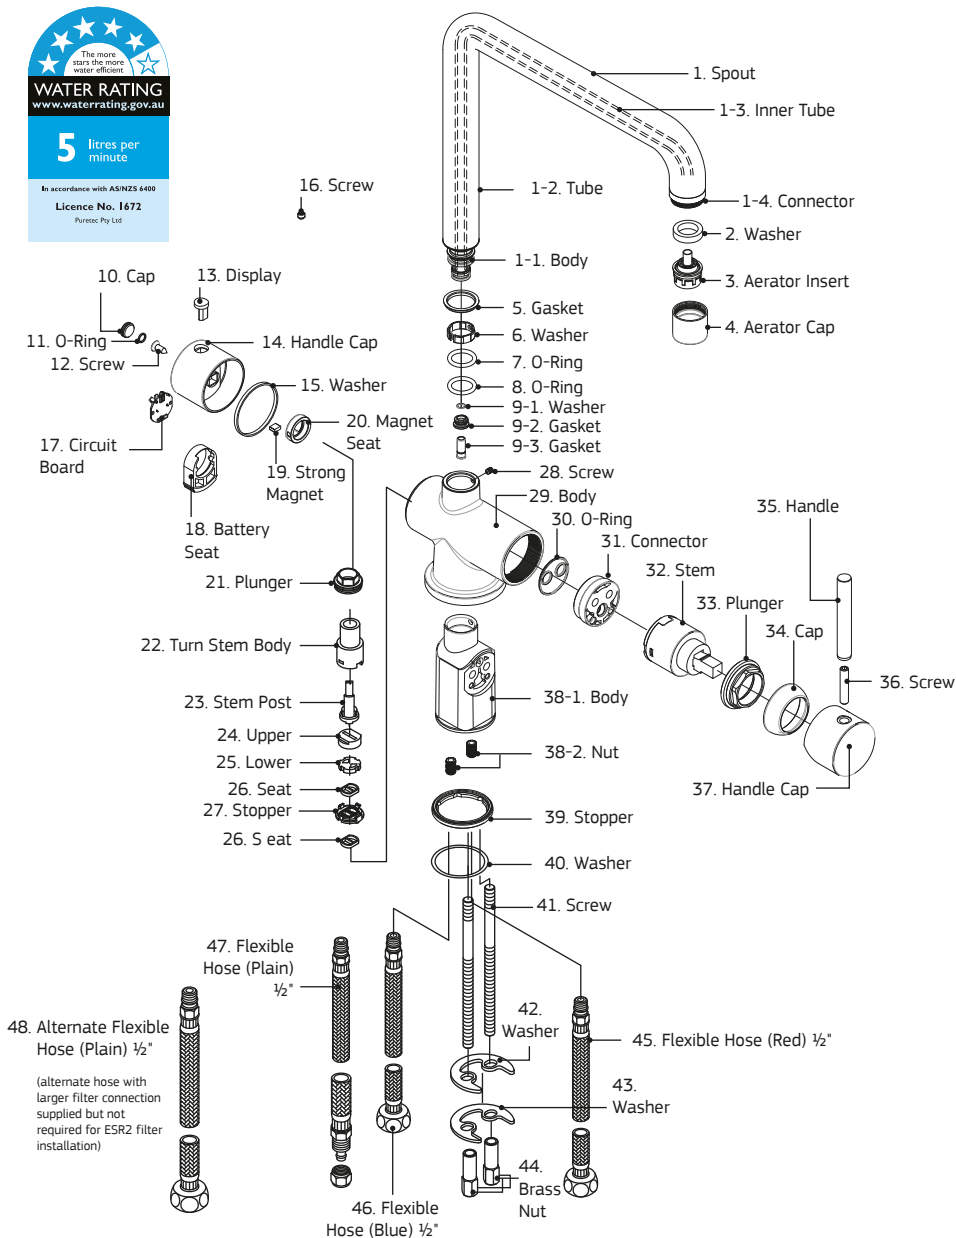 The more
stars the more
water efficient
WATER RATING
www.waterrating.gov.au
5 litres per
minute
In accordance with AS/NZS 6400
Licence No. 1672
Puretec Pty Ltd
1. Spout
1-3. Inner Tube
16. Screw
1-2. Tube
1-4. Connector
2. Washer
1-1. Body
3. Aerator Insert
4. Aerator Cap
10. Cap
13. Display
5. Gasket
11. O-Ring
14. Handle Cap
6. Washer
12. Screw
7. O-Ring
15. Washer
8. O-Ring
9-1. Washer
20. Magnet
Seat
9-2. Gasket
17. Circuit
Board
9-3. Gasket
19. Strong
Magnet
28. Screw
29. Body
18. Battery
Seat
30. O-Ring
35. Handle
31. Connector
32. Stem
21. Plunger
33. Plunger
34. Cap
22. Turn Stem Body
36. Screw
23. Stem Post
38-1. Body
24. Upper
25. Lower
38-2. Nut
26. Seat
37. Handle Cap
27. Stopper
39. Stopper
26. S eat
40. Washer
41. Screw
47. Flexible
Hose (Plain)
½"
42.
Washer
48. Alternate Flexible
Hose (Plain) ½"
45. Flexible Hose (Red) ½"
(alternate hose with
larger filter connection
supplied but not
required for ESR2 filter
installation)
43.
Washer
44.
Brass
Nut
46. Flexible
Hose (Blue) ½"